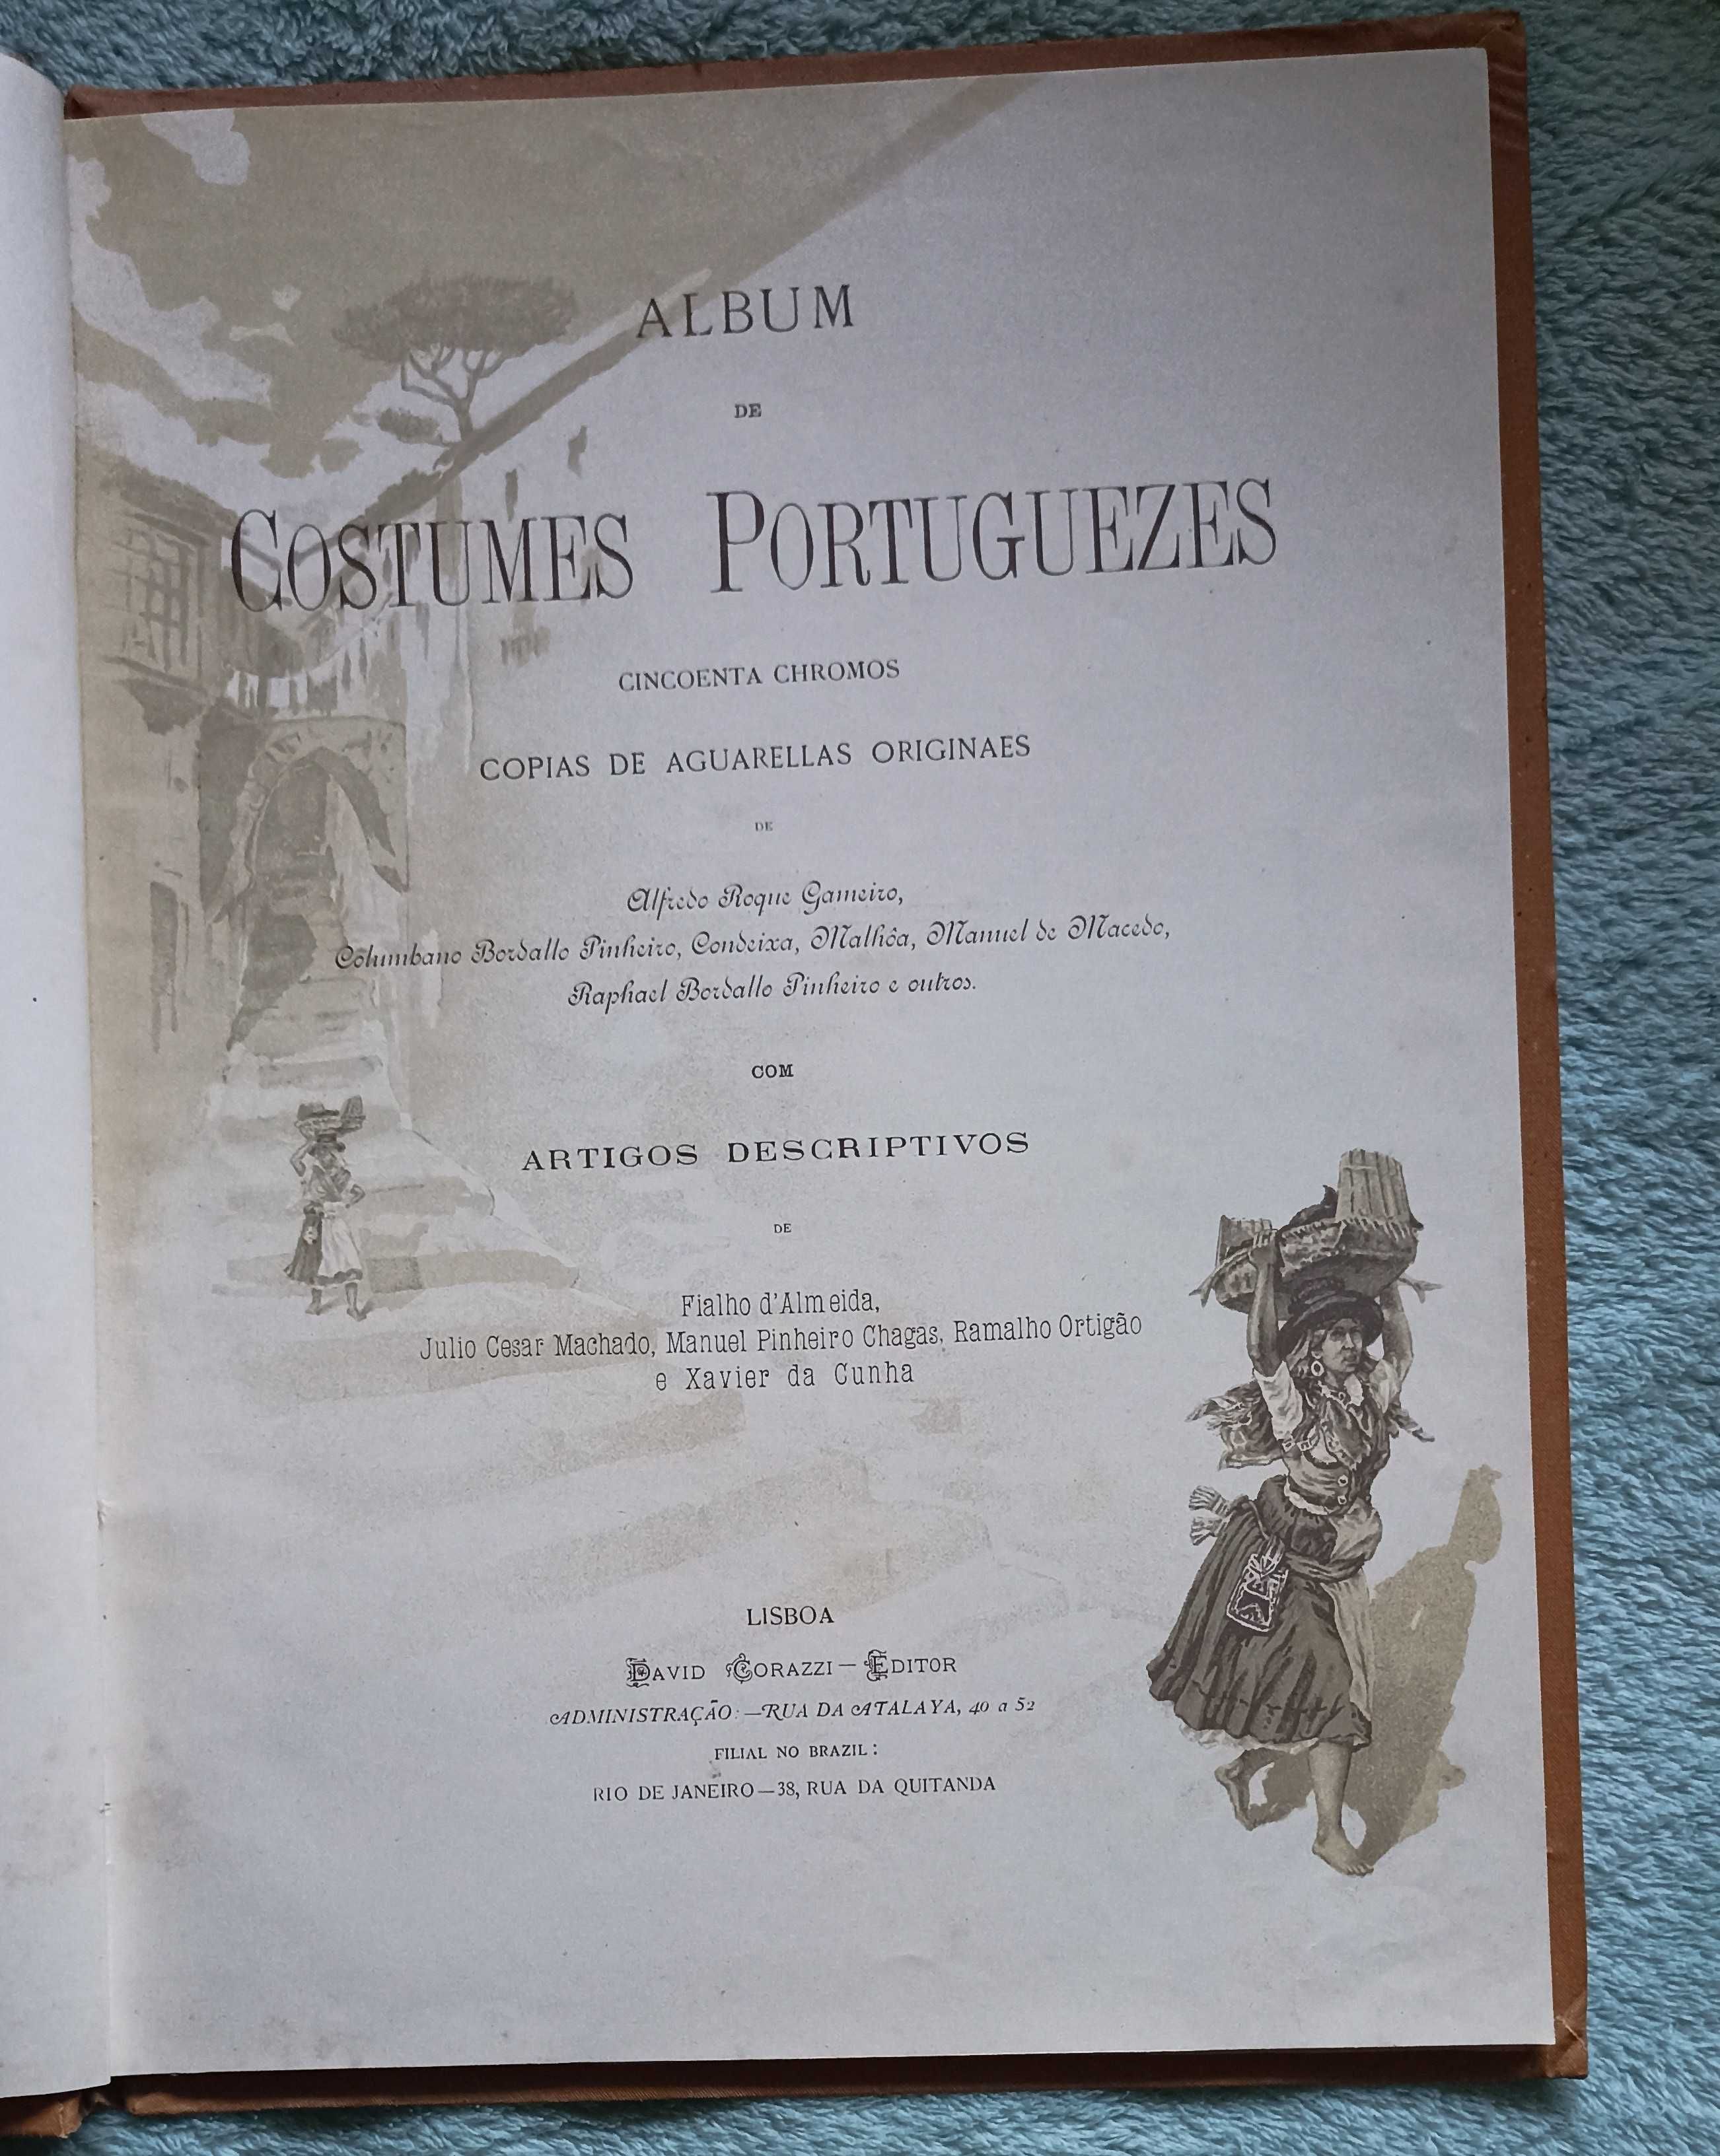 ALBUM
DE
COSTUMES PORTUGUEZES
CINCOENTA CHROMOS
COPIAS DE AGUARELLAS ORIGINAES
DE
Alfredo Roque Gameiro,
Columbano Bordallo Pinheiro, Condeixa, Malhôa, Manuel de Macedo,
Raphael Bordallo Pinheiro e outros.
COM
ARTIGOS DESCRIPTIVOS
DE
Fialho d'Almeida,
Julio Cesar Machado, Manuel Pinheiro Chagas, Ramalho Ortigão
e Xavier da Cunha
LISBOA
DAVID CORAZZI — EDITOR
ADMINISTRAÇÃO: — RUA DA ATALAYA, 40 a 52
FILIAL NO BRAZIL:
RIO DE JANEIRO — 38, RUA DA QUITANDA